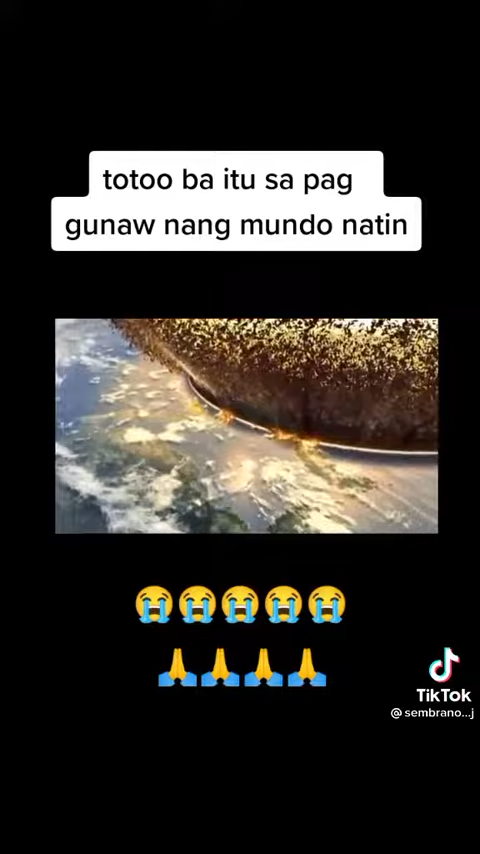 totoo ba itu sa pag
gunaw nang mundo natin
TikTok
@sembrano...j